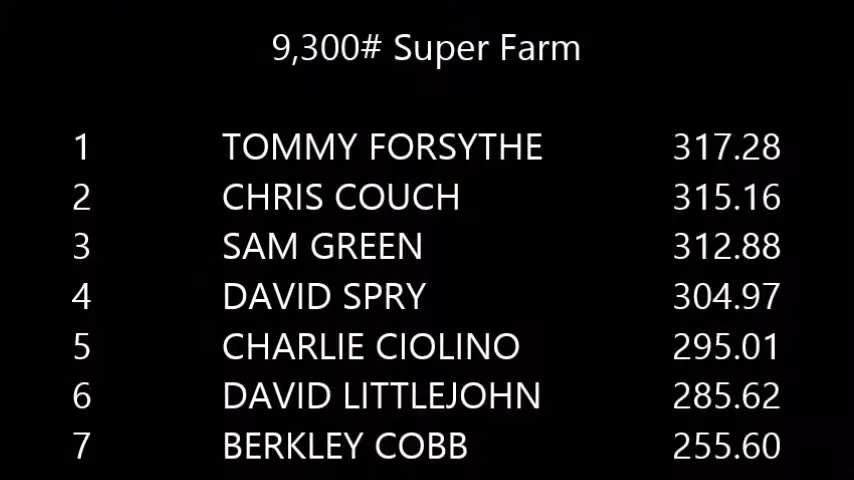 9,300# Super Farm
1 TOMMY FORSYTHE 317.28
2 CHRIS COUCH 315.16
3 SAM GREEN 312.88
4 DAVID SPRY 304.97
5 CHARLIE CIOLINO 295.01
6 DAVID LITTLEJOHN 285.62
7 BERKLEY COBB 255.60